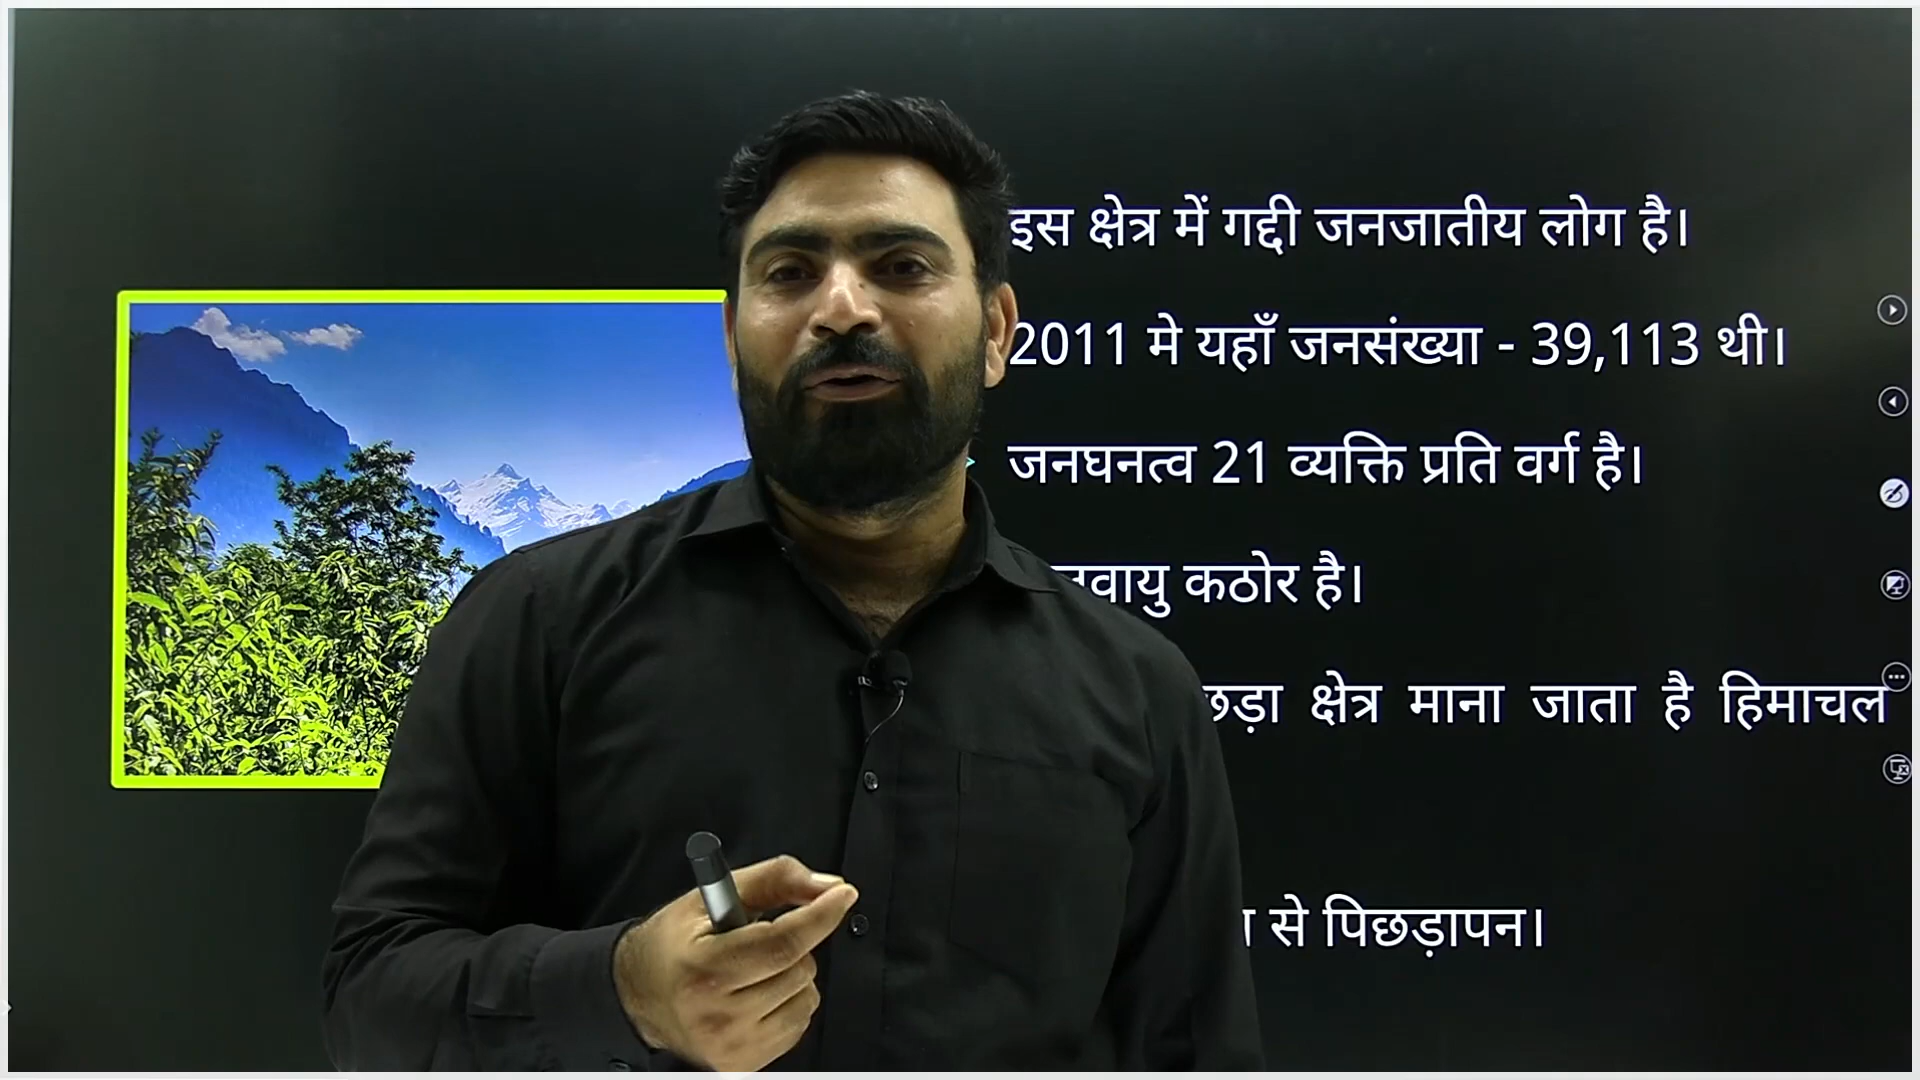 इस क्षेत्र में गद्दी जनजातीय लोग है।
2011 मे यहाँ जनसंख्या - 39,113 थी।
जनघनत्व 21 व्यक्ति प्रति वर्ग है।
कठोर है।
क्षेत्र माना जाता है हिमाचल
से पिछड़ापन।